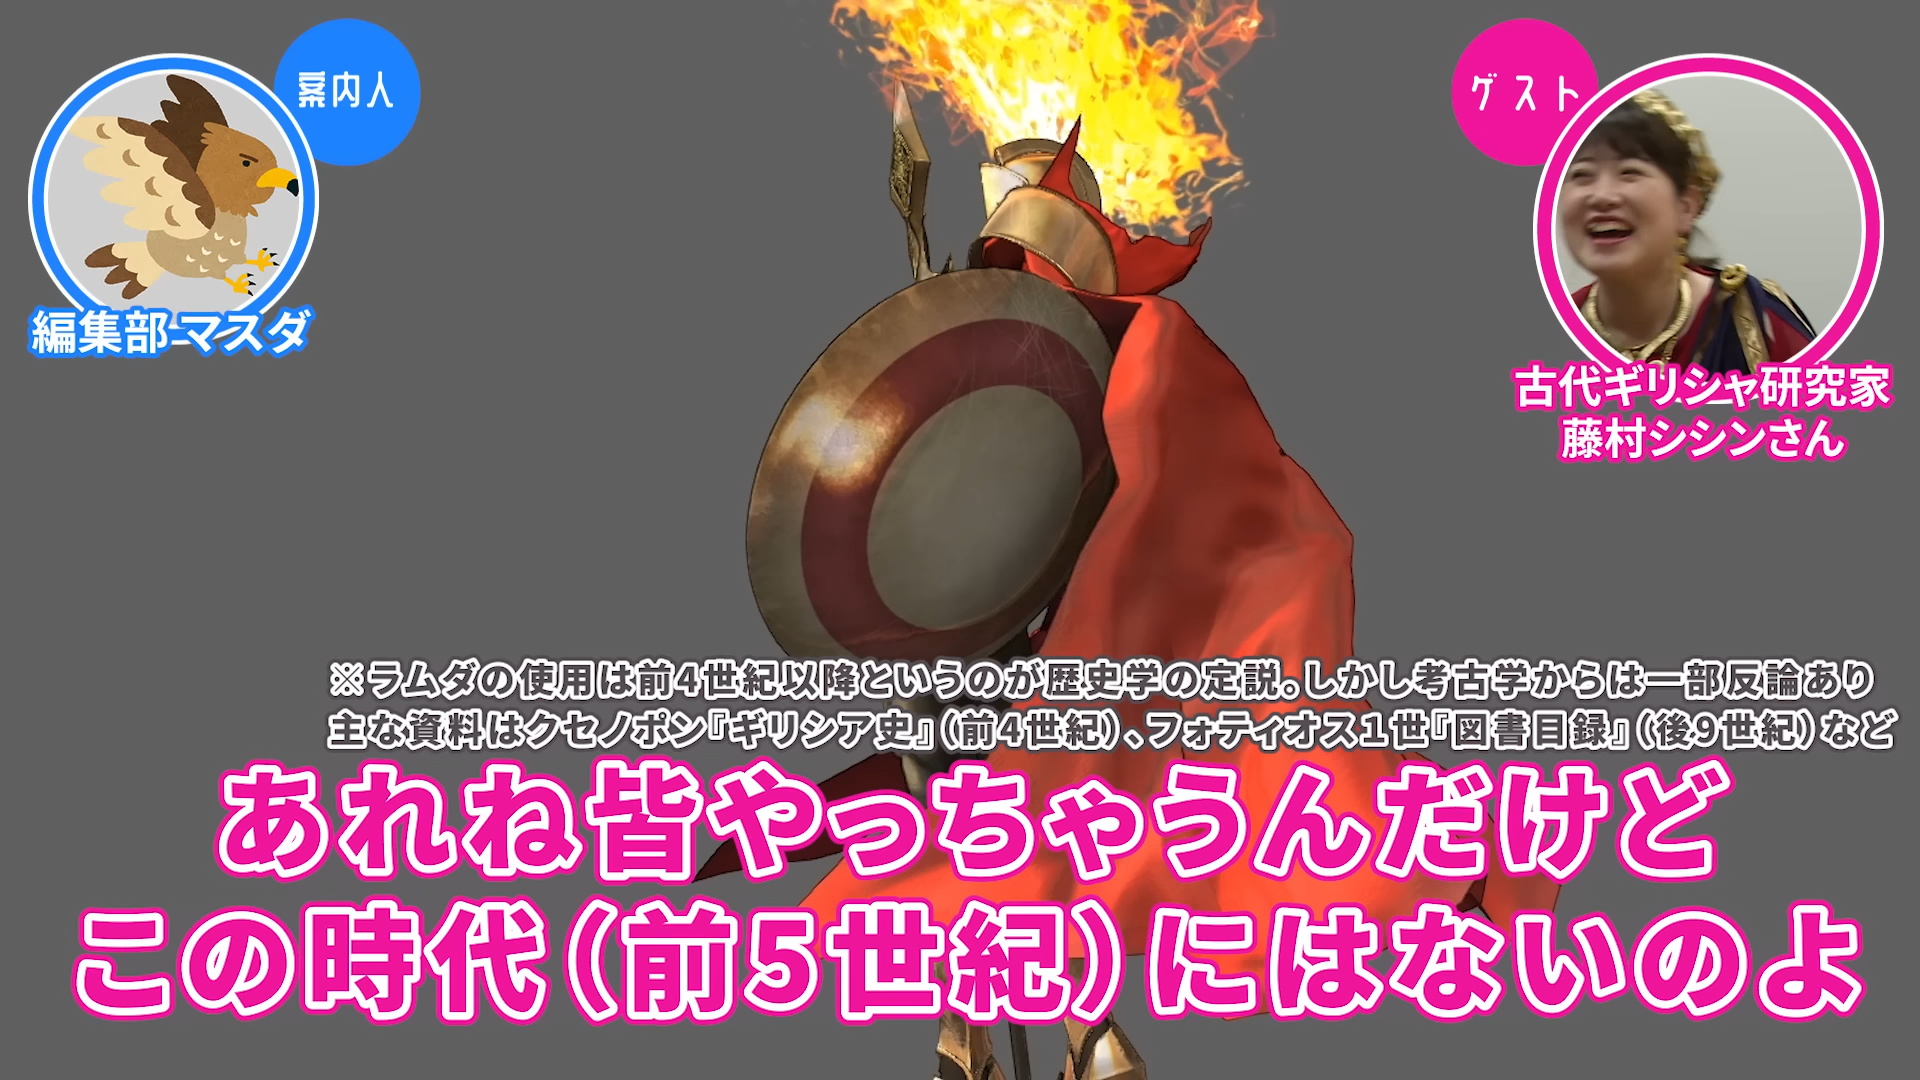 案内人
編集部 マスダ
ゲスト
古代ギリシャ研究家
藤村シシンさん
※ラムダの使用は前4世紀以降というのが歴史学の定説。しかし考古学からは一部反論あり
主な資料はクセノポン『ギリシア史』（前4世紀）、フォティオス1世『図書目録』（後9世紀）など
あれね皆やっちゃうんだけど
この時代（前5世紀）にはないのよ